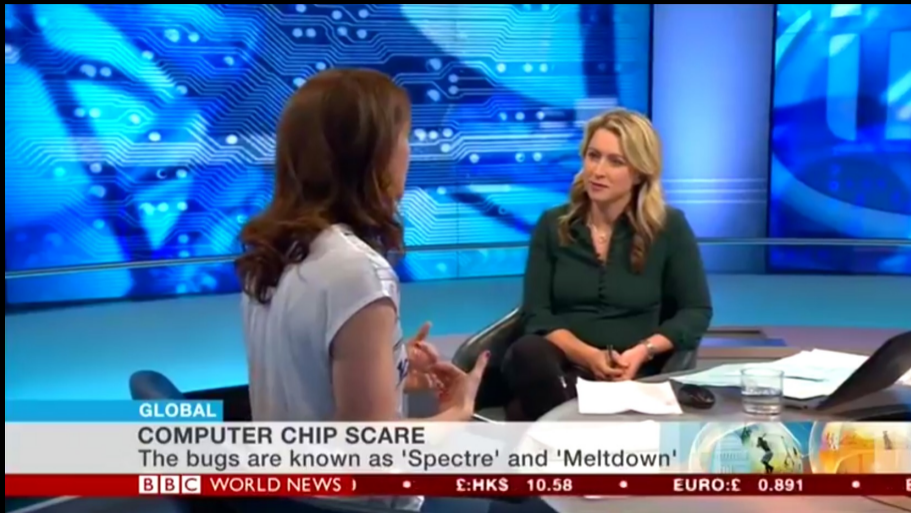 GLOBAL
COMPUTER CHIP SCARE
The bugs are known as 'Spectre' and 'Meltdown'
BBC WORLD NEWS £:HK$ 10.58 EURO:£ 0.891